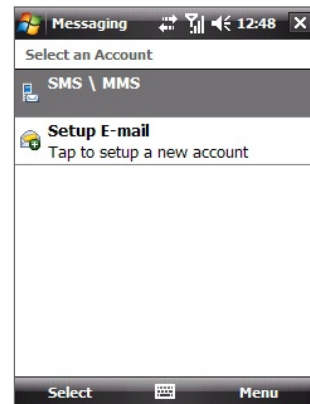 Messaging 12:48
Select an Account
SMS \ MMS
Setup E-mail
Tap to setup a new account
Select Menu